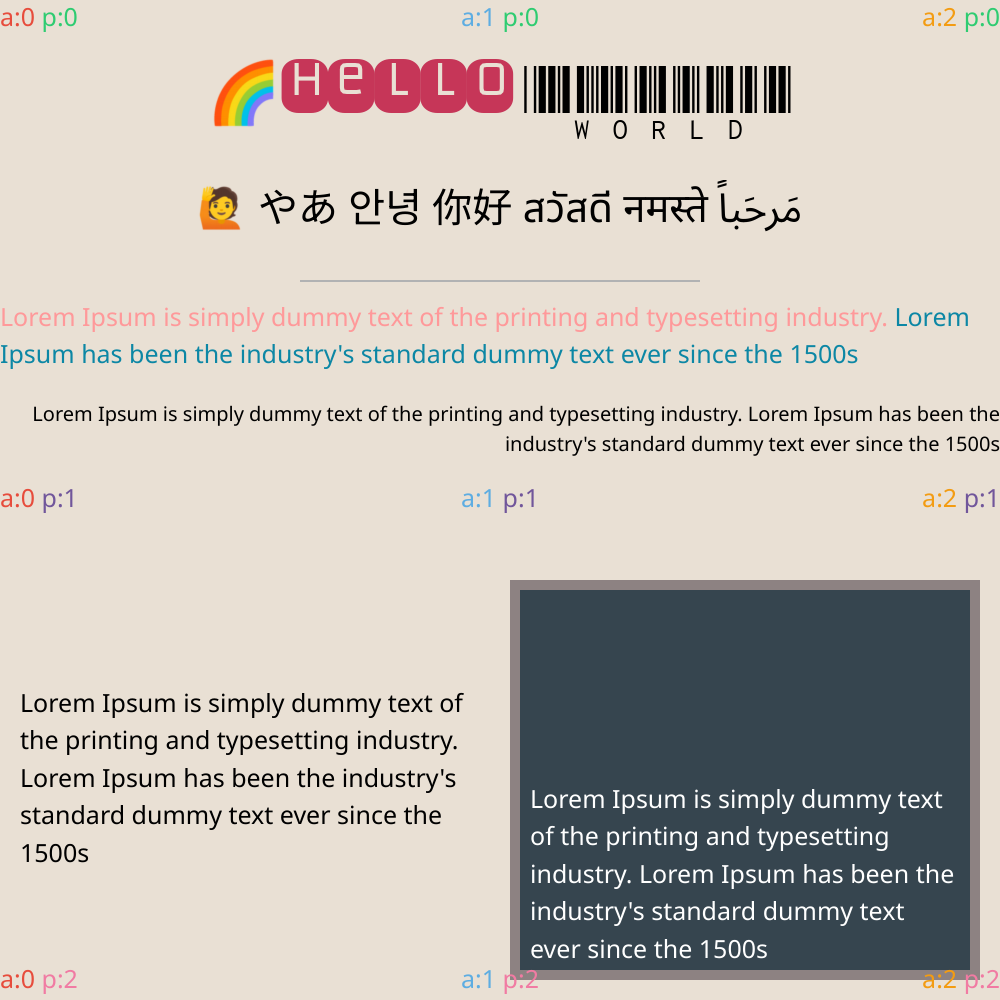 a:0 p:0 a:1 p:0 a:2 p:0
🌈 HeLLO WORLD
🙋 やあ 안녕 你好 สวัสดี नमस्ते مَرحَباً
Lorem Ipsum is simply dummy text of the printing and typesetting industry. Lorem
Ipsum has been the industry's standard dummy text ever since the 1500s
Lorem Ipsum is simply dummy text of the printing and typesetting industry. Lorem Ipsum has been the
industry's standard dummy text ever since the 1500s
a:0 p:1 a:1 p:1 a:2 p:1
Lorem Ipsum is simply dummy text of
the printing and typesetting industry.
Lorem Ipsum has been the industry's
standard dummy text ever since the
1500s
Lorem Ipsum is simply dummy text
of the printing and typesetting
industry. Lorem Ipsum has been the
industry's standard dummy text
ever since the 1500s
a:0 p:2 a:1 p:2 a:2 p:2